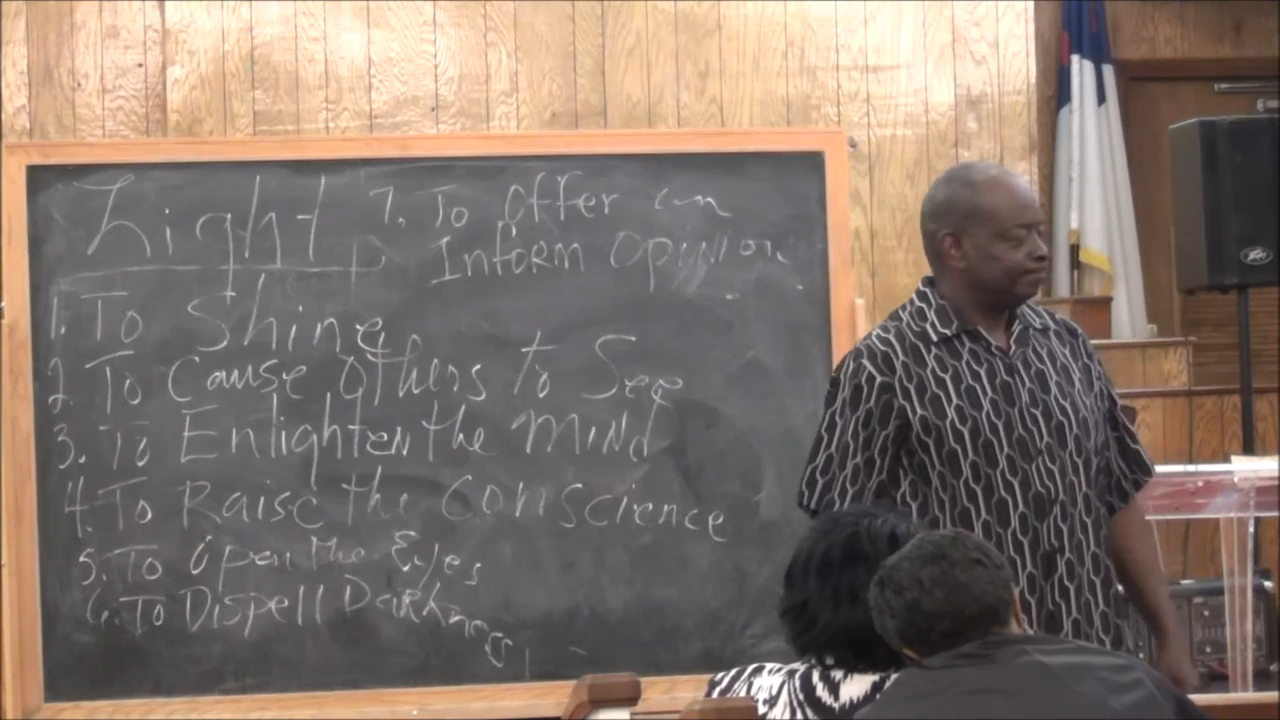 Light
1. To Shine
2. To Cause Others to See
3. To Enlighten the Mind
4. To Raise the Conscience
5. To Open the Eyes
6. To Dispell Darkness
7. To Offer an
Inform Opinion
PEAVEY